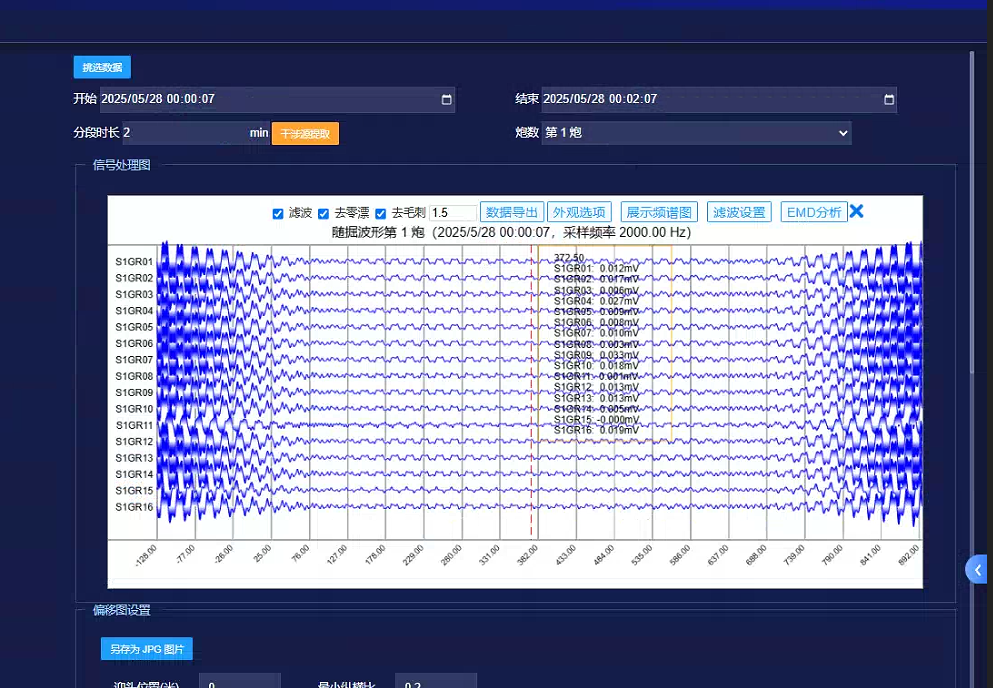 挑选数据
开始 2025/05/28 00:00:07 结束 2025/05/28 00:02:07
分段时长 2 min 干涉源提取 炮数 第 1 炮
信号处理图
滤波 去零漂 去毛刺 1.5 数据导出 外观选项 展示频谱图 滤波设置 EMD分析
随掘波形第 1 炮（2025/5/28 00:00:07，采样频率 2000.00 Hz）
372.50
S1GR01 S1GR01: 0.012mV
S1GR02 S1GR02: 0.017mV
S1GR03 S1GR03: 0.006mV
S1GR04 S1GR04: 0.027mV
S1GR05 S1GR05: 0.009mV
S1GR06 S1GR06: 0.008mV
S1GR07 S1GR07: 0.010mV
S1GR08 S1GR08: 0.003mV
S1GR09 S1GR09: 0.033mV
S1GR10 S1GR10: 0.018mV
S1GR11 S1GR11: 0.001mV
S1GR12 S1GR12: 0.013mV
S1GR13 S1GR13: 0.013mV
S1GR14 S1GR14: 0.005mV
S1GR15 S1GR15: -0.000mV
S1GR16 S1GR16: 0.019mV
-128.00 -77.00 -26.00 25.00 76.00 127.00 178.00 229.00 280.00 331.00 382.00 433.00 484.00 535.00 586.00 637.00 688.00 739.00 790.00 841.00 892.00
偏移图设置
另存为 JPG 图片
迎头位置(米) 0 最小纵横比 0.2